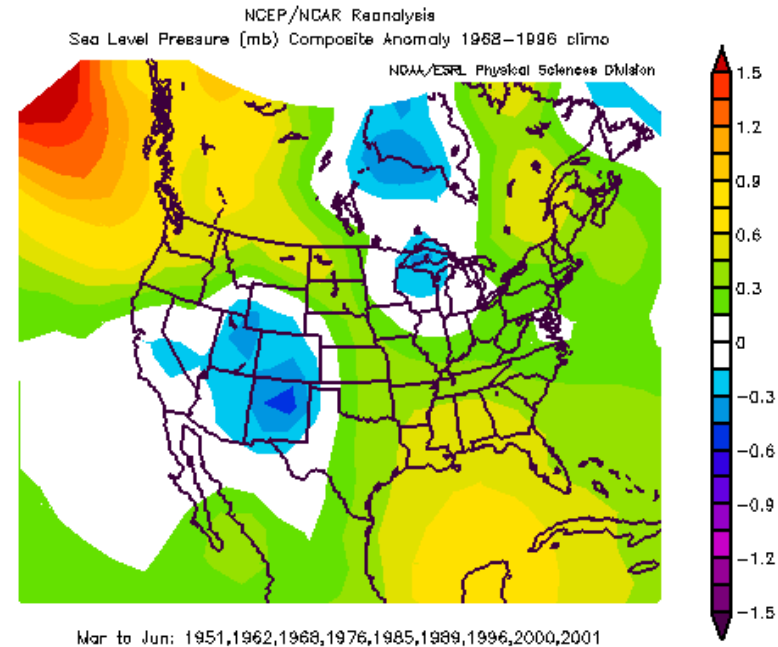 NCEP/NCAR Reanalysis
Sea Level Pressure (mb) Composite Anomaly 1968-1996 climo
NOAA/ESRL Physical Sciences Division
1.5
1.2
0.9
0.6
0.3
0
-0.3
-0.6
-0.9
-1.2
-1.5
Mar to Jun: 1951,1962,1968,1976,1985,1989,1996,2000,2001